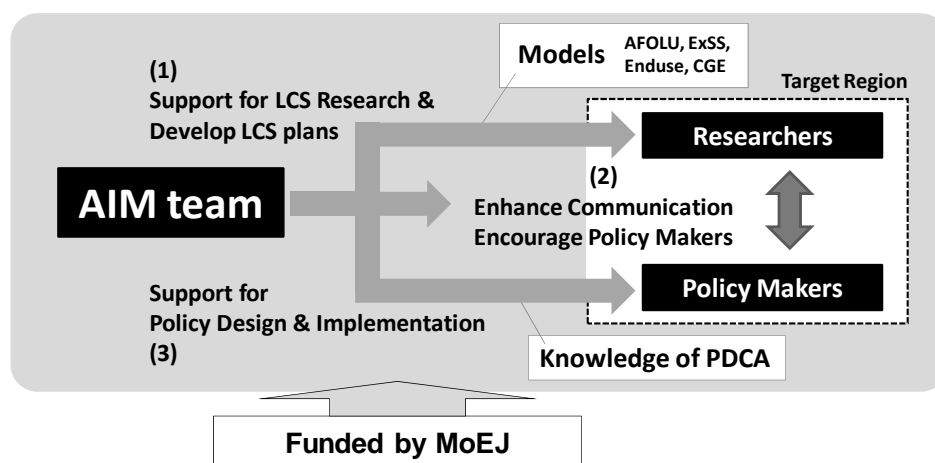 Models
AFOLU, ExSS,
Enduse, CGE
(1)
Support for LCS Research &
Develop LCS plans
Target Region
Researchers
AIM team
(2)
Enhance Communication
Encourage Policy Makers
Policy Makers
Support for
Policy Design & Implementation
(3)
Knowledge of PDCA
Funded by MoEJ